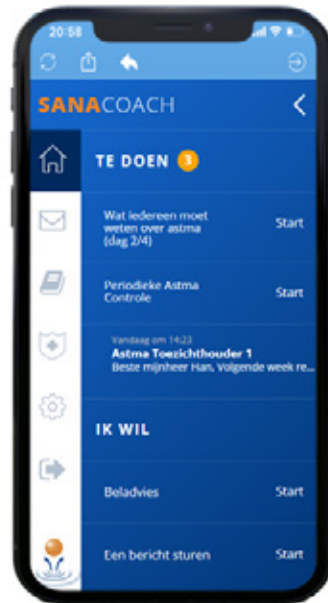 20:58
SANACOACH
TE DOEN 3
Wat iedereen moet
weten over astma
(dag 2/4)
Start
Periodieke Astma
Controle
Start
Vandaag om 14:23
Astma Toezichthouder 1
Beste mijnheer Han, Volgende week re...
IK WIL
Beladvies
Start
Een bericht sturen
Start